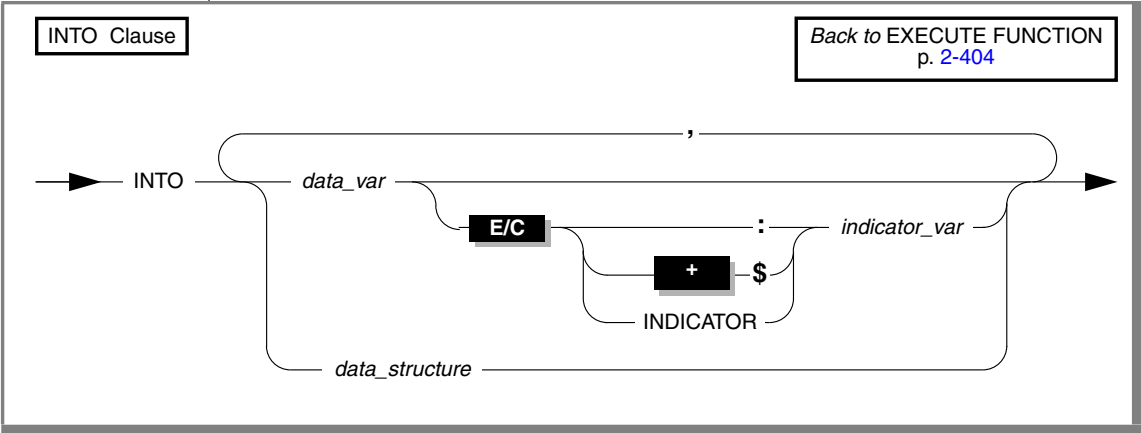 INTO Clause
Back to EXECUTE FUNCTION
p. 2-404
,
INTO data_var
E/C : indicator_var
+ $
INDICATOR
data_structure